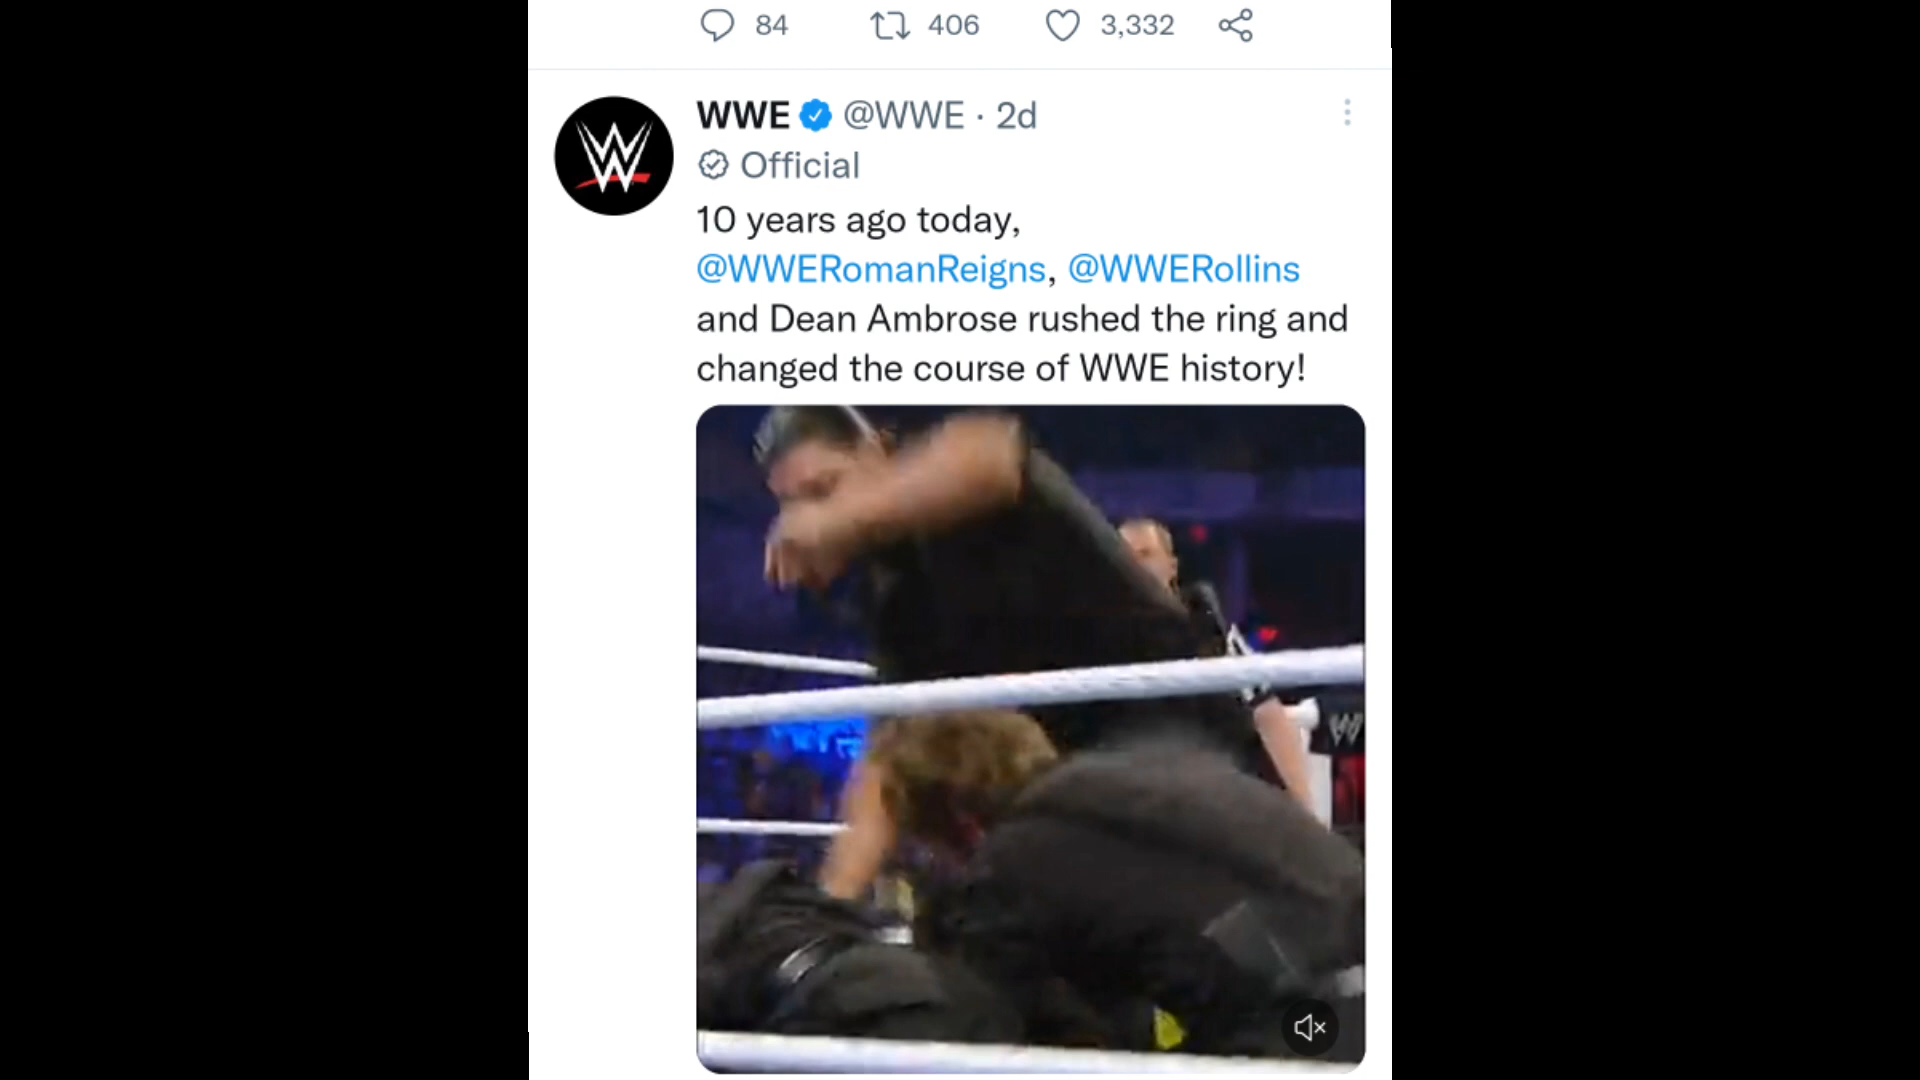 84 406 3,332
WWE @WWE · 2d
Official
10 years ago today,
@WWERomanReigns, @WWERollins
and Dean Ambrose rushed the ring and
changed the course of WWE history!
W